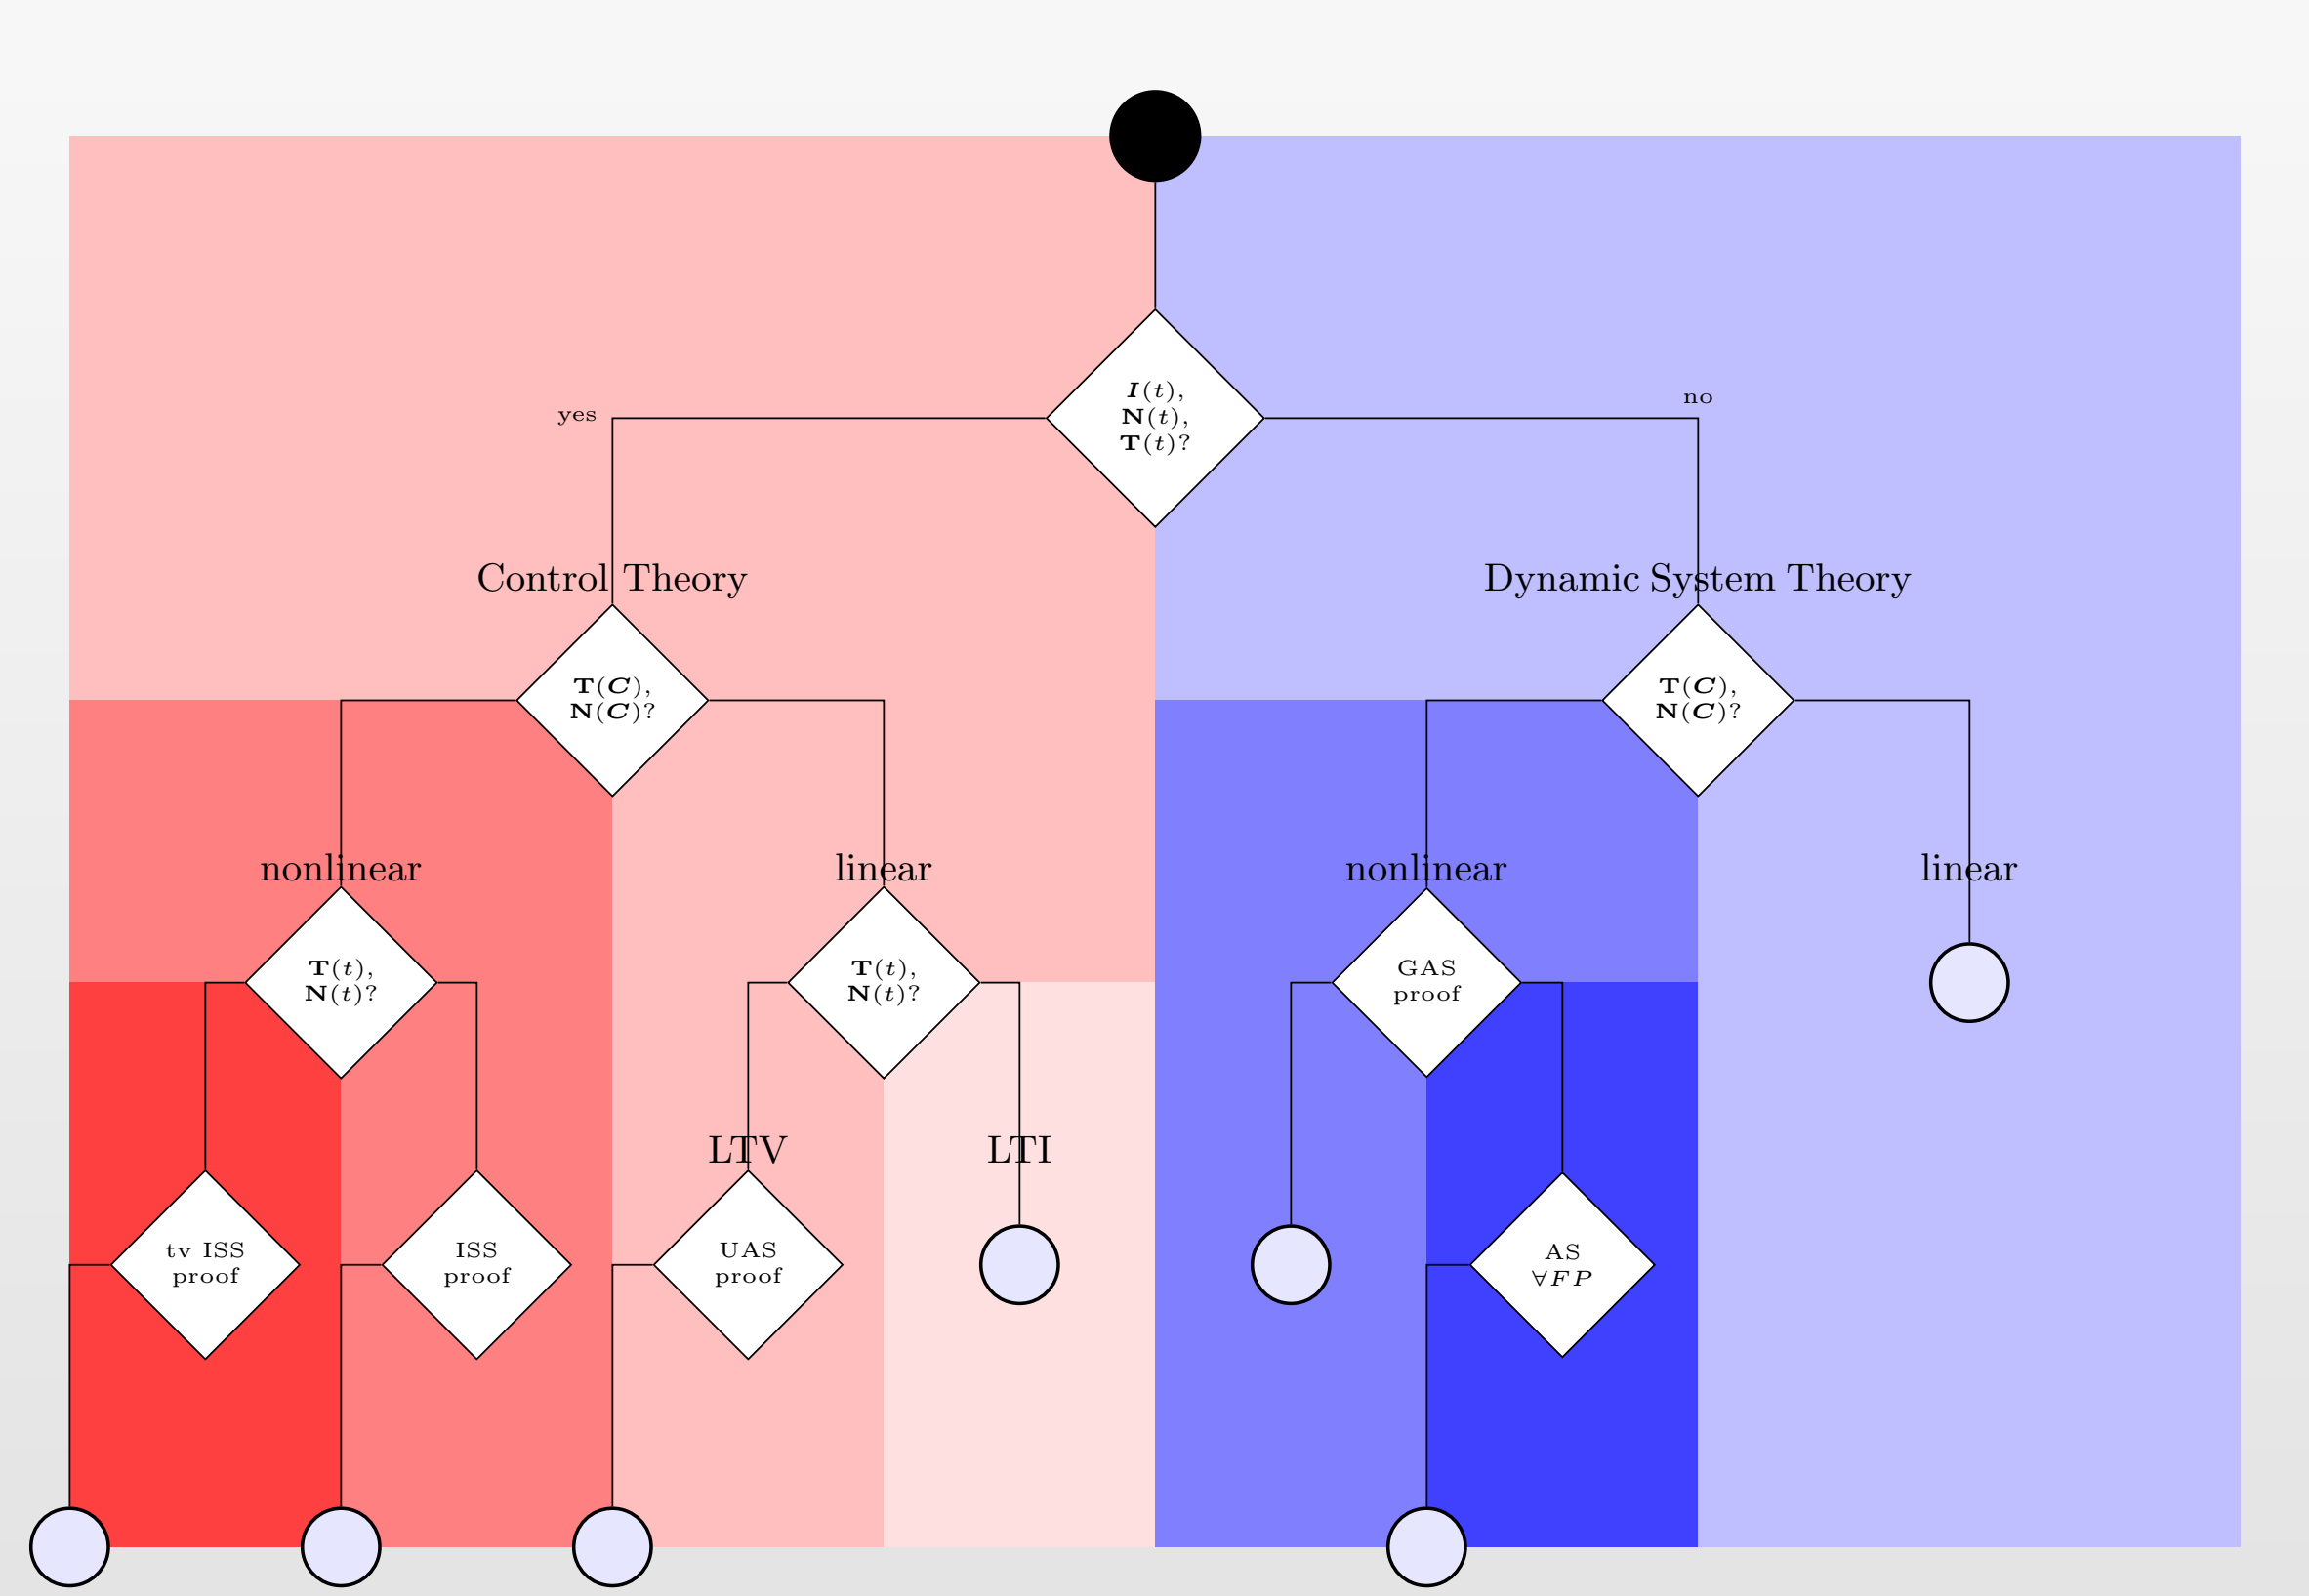 I(t),
N(t),
T(t)?
yes
no
Control Theory
Dynamic System Theory
T(C),
N(C)?
T(C),
N(C)?
nonlinear
linear
nonlinear
linear
T(t),
N(t)?
T(t),
N(t)?
GAS
proof
LTV
LTI
tv ISS
proof
ISS
proof
UAS
proof
AS
∀FP